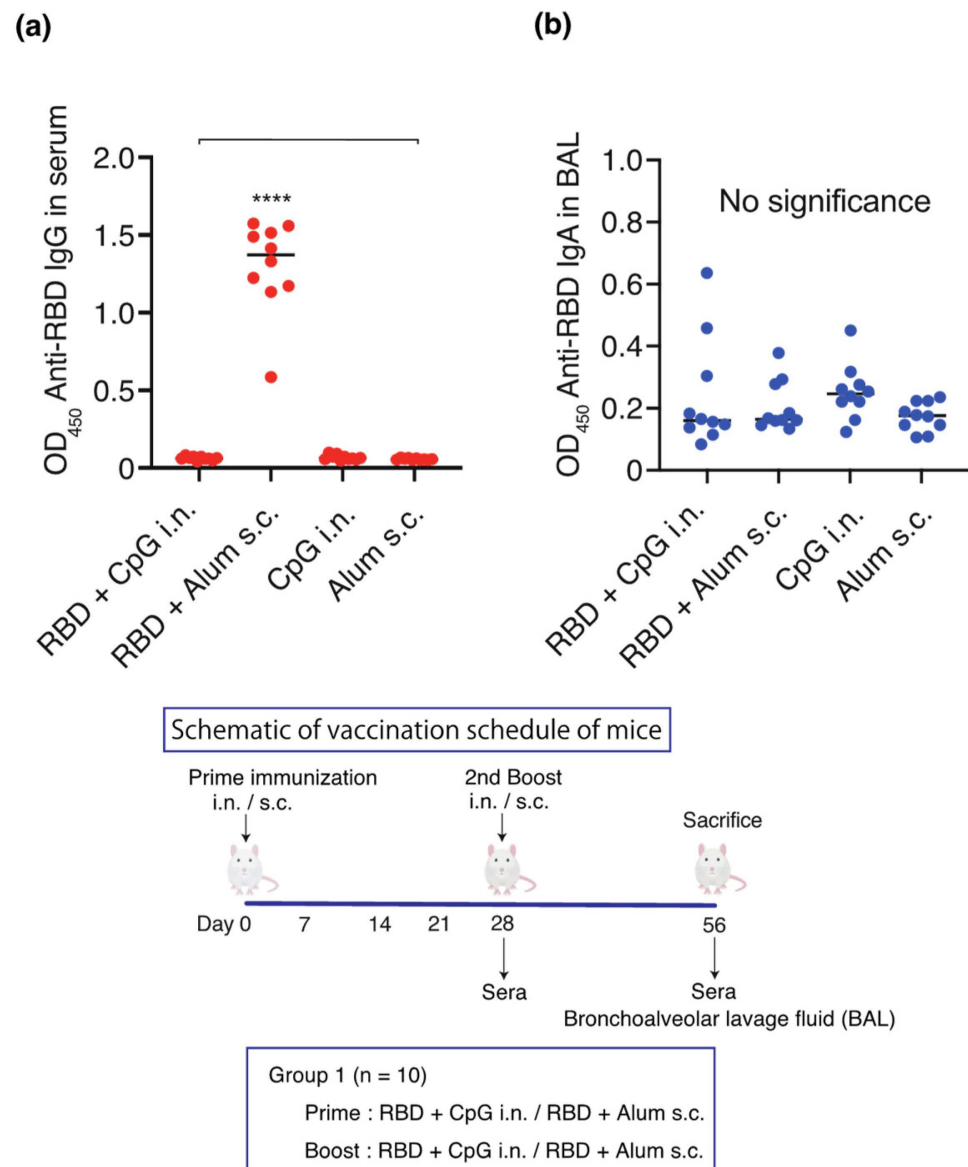 (a)
OD450 Anti-RBD IgG in serum
2.0
1.5
1.0
0.5
0
****
RBD + CpG i.n.
RBD + Alum s.c.
CpG i.n.
Alum s.c.
(b)
OD450 Anti-RBD IgA in BAL
1.0
0.8
0.6
0.4
0.2
0
No significance
RBD + CpG i.n.
RBD + Alum s.c.
CpG i.n.
Alum s.c.
Schematic of vaccination schedule of mice
Prime immunization
i.n. / s.c.
2nd Boost
i.n. / s.c.
Sacrifice
Day 0 7 14 21 28 56
Sera
Sera
Bronchoalveolar lavage fluid (BAL)
Group 1 (n = 10)
Prime : RBD + CpG i.n. / RBD + Alum s.c.
Boost : RBD + CpG i.n. / RBD + Alum s.c.